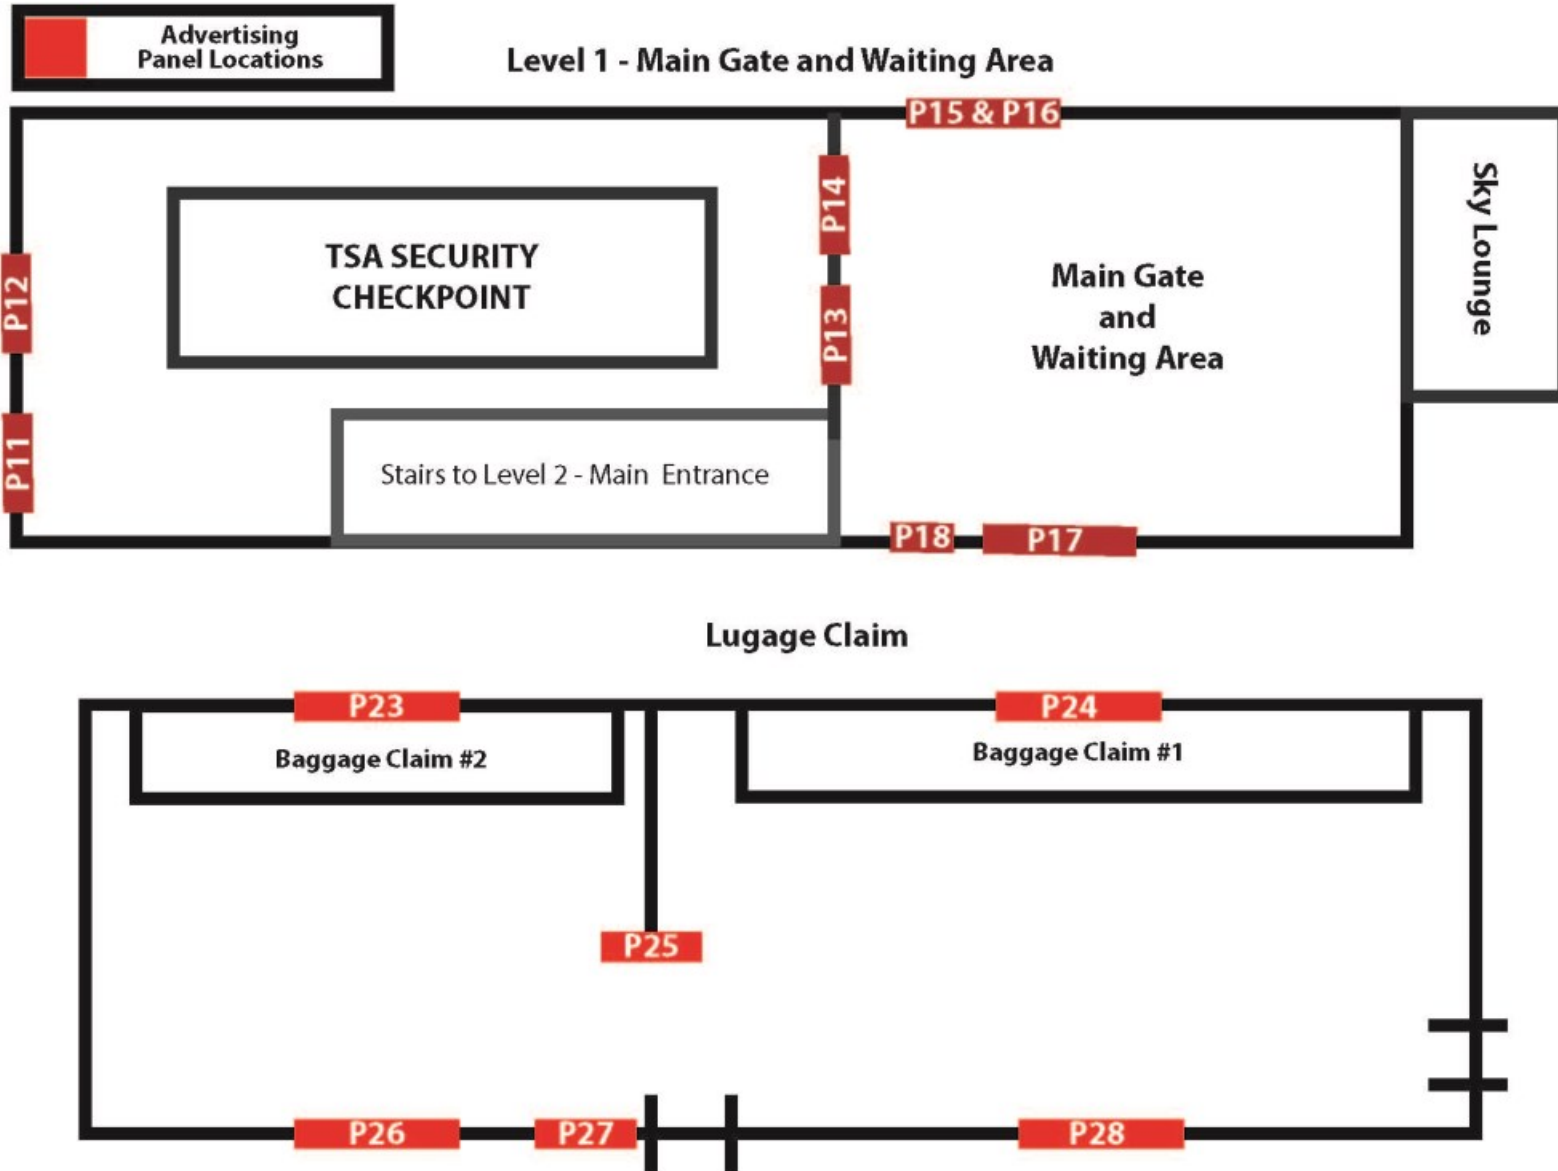 Advertising
Panel Locations
Level 1 - Main Gate and Waiting Area
P15 & P16
P14
Sky Lounge
TSA SECURITY
CHECKPOINT
P12
P13
Main Gate
and
Waiting Area
P11
Stairs to Level 2 - Main Entrance
P18
P17
Lugage Claim
P23
P24
Baggage Claim #2
Baggage Claim #1
P25
P26
P27
P28